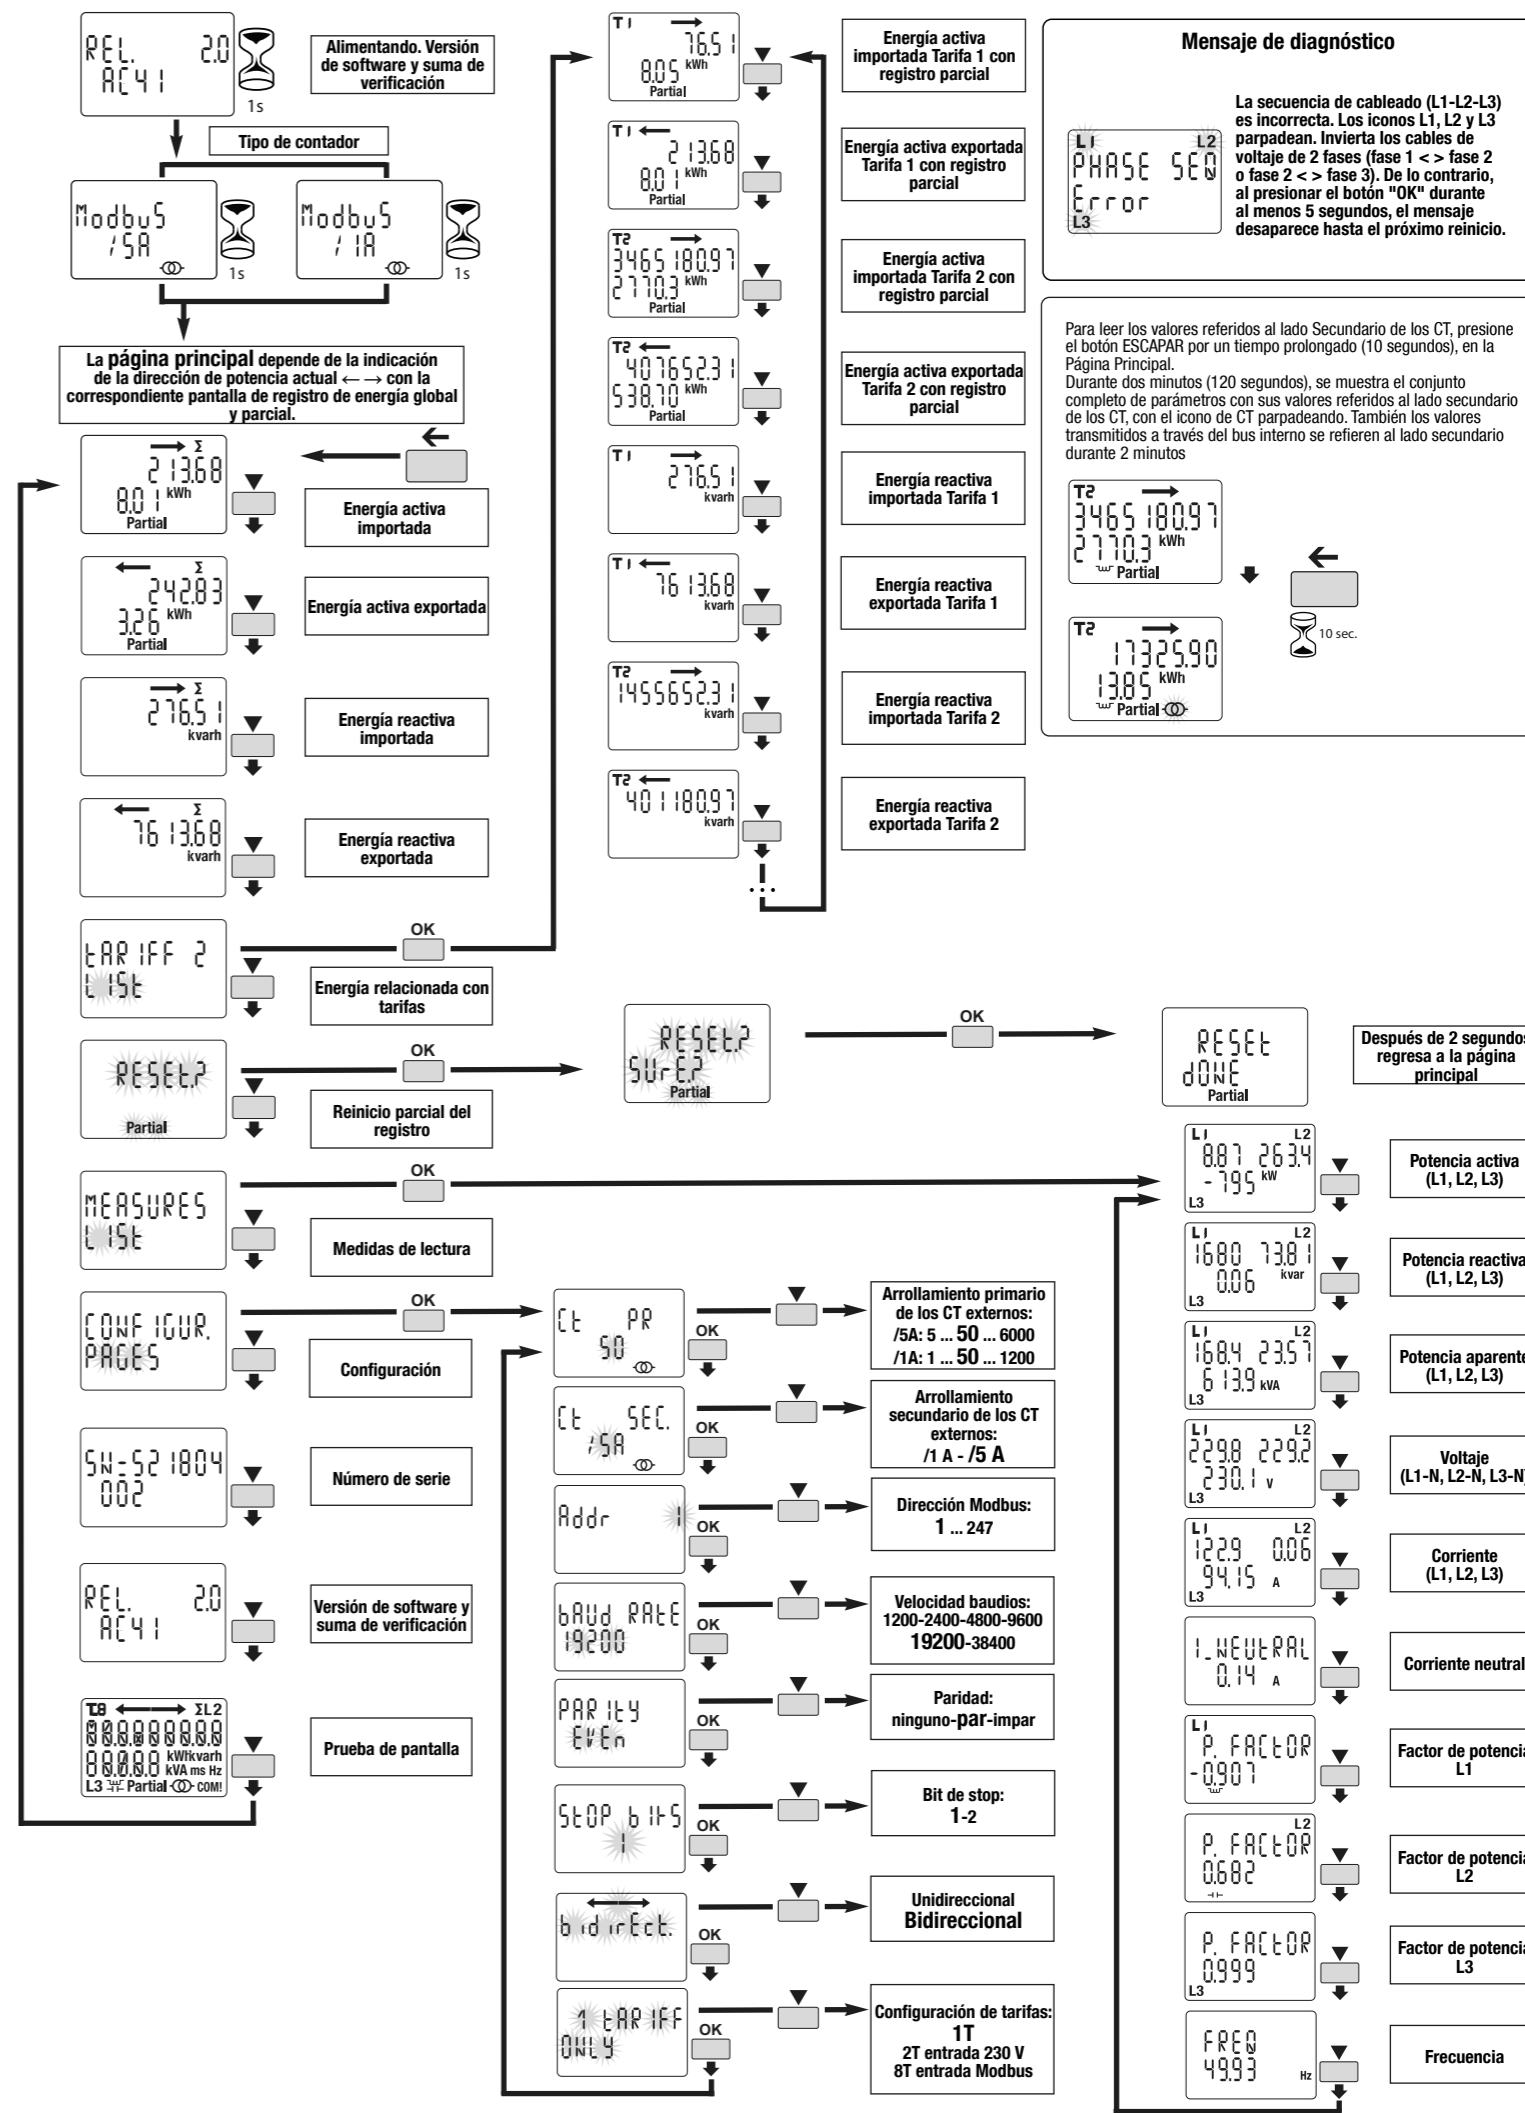 REL. 2.0
AC41
1s
Alimentando. Versión
de software y suma de
verificación
Tipo de contador
Modbus
/5A
1s
Modbus
/1A
1s
La página principal depende de la indicación
de la dirección de potencia actual ←→ con la
correspondiente pantalla de registro de energía global
y parcial.
→ Σ
213.68
8.01 kWh
Partial
Energía activa
importada
← Σ
242.83
3.26 kWh
Partial
Energía activa exportada
→ Σ
276.51
kvarh
Energía reactiva
importada
← Σ
7613.68
kvarh
Energía reactiva
exportada
tARIFF 2
LISt
OK
Energía relacionada con
tarifas
RESEt?
Partial
OK
Reinicio parcial del
registro
RESEt?
SUrE?
Partial
OK
RESEt
dONE
Partial
Después de 2 segundos
regresa a la página
principal
MEASURES
LISt
OK
Medidas de lectura
CONFIGUR.
PAGES
OK
Configuración
SN-S21804
002
Número de serie
REL. 2.0
AC41
Versión de software y
suma de verificación
T8 ←→ ΣL2
kWhkvarh
kVA ms Hz
L3 Partial COM!
Prueba de pantalla
T1 →
76.51
8.05 kWh
Partial
Energía activa
importada Tarifa 1 con
registro parcial
T1 ←
213.68
8.01 kWh
Partial
Energía activa exportada
Tarifa 1 con registro
parcial
T2 →
3465180.97
2770.3 kWh
Partial
Energía activa
importada Tarifa 2 con
registro parcial
T2 ←
407652.31
538.70 kWh
Partial
Energía activa exportada
Tarifa 2 con registro
parcial
T1
276.51
kvarh
Energía reactiva
importada Tarifa 1
T1 ←
7613.68
kvarh
Energía reactiva
exportada Tarifa 1
T2 →
1455652.31
kvarh
Energía reactiva
importada Tarifa 2
T2 ←
401180.97
kvarh
Energía reactiva
exportada Tarifa 2
...
Mensaje de diagnóstico
L1 L2
PHASE SEQ
Error
L3
La secuencia de cableado (L1-L2-L3)
es incorrecta. Los iconos L1, L2 y L3
parpadean. Invierta los cables de
voltaje de 2 fases (fase 1 < > fase 2
o fase 2 < > fase 3). De lo contrario,
al presionar el botón "OK" durante
al menos 5 segundos, el mensaje
desaparece hasta el próximo reinicio.
Para leer los valores referidos al lado Secundario de los CT, presione
el botón ESCAPAR por un tiempo prolongado (10 segundos), en la
Página Principal.
Durante dos minutos (120 segundos), se muestra el conjunto
completo de parámetros con sus valores referidos al lado secundario
de los CT, con el icono de CT parpadeando. También los valores
transmitidos a través del bus interno se refieren al lado secundario
durante 2 minutos
T2 →
3465180.97
2770.3 kWh
Partial
T2 →
17325.90
13.85 kWh
Partial
10 sec.
Ct PR
50
OK
Arrollamiento primario
de los CT externos:
/5A: 5 ... 50 ... 6000
/1A: 1 ... 50 ... 1200
Ct SEC.
/5A
OK
Arrollamiento
secundario de los CT
externos:
/1 A - /5 A
Addr 1
OK
Dirección Modbus:
1 ... 247
bAUd RAtE
19200
OK
Velocidad baudios:
1200-2400-4800-9600
19200-38400
PARItY
EVEn
OK
Paridad:
ninguno-par-impar
StOP bItS
1
OK
Bit de stop:
1-2
bidirEct.
OK
Unidireccional
Bidireccional
1 tARIFF
ONLY
OK
Configuración de tarifas:
1T
2T entrada 230 V
8T entrada Modbus
L1 L2
8.87 263.4
-795 kW
L3
Potencia activa
(L1, L2, L3)
L1 L2
1680 73.81
0.06 kvar
L3
Potencia reactiva
(L1, L2, L3)
L1 L2
168.4 23.57
613.9 kVA
L3
Potencia aparente
(L1, L2, L3)
L1 L2
229.8 229.2
230.1 V
L3
Voltaje
(L1-N, L2-N, L3-N)
L1 L2
122.9 0.06
94.15 A
L3
Corriente
(L1, L2, L3)
I_NEUtRAL
0.14 A
Corriente neutral
L1
P. FACtOR
-0.907
Factor de potencia
L1
L2
P. FACtOR
0.682
Factor de potencia
L2
P. FACtOR
0.999
L3
Factor de potencia
L3
FREQ
49.93
Hz
Frecuencia